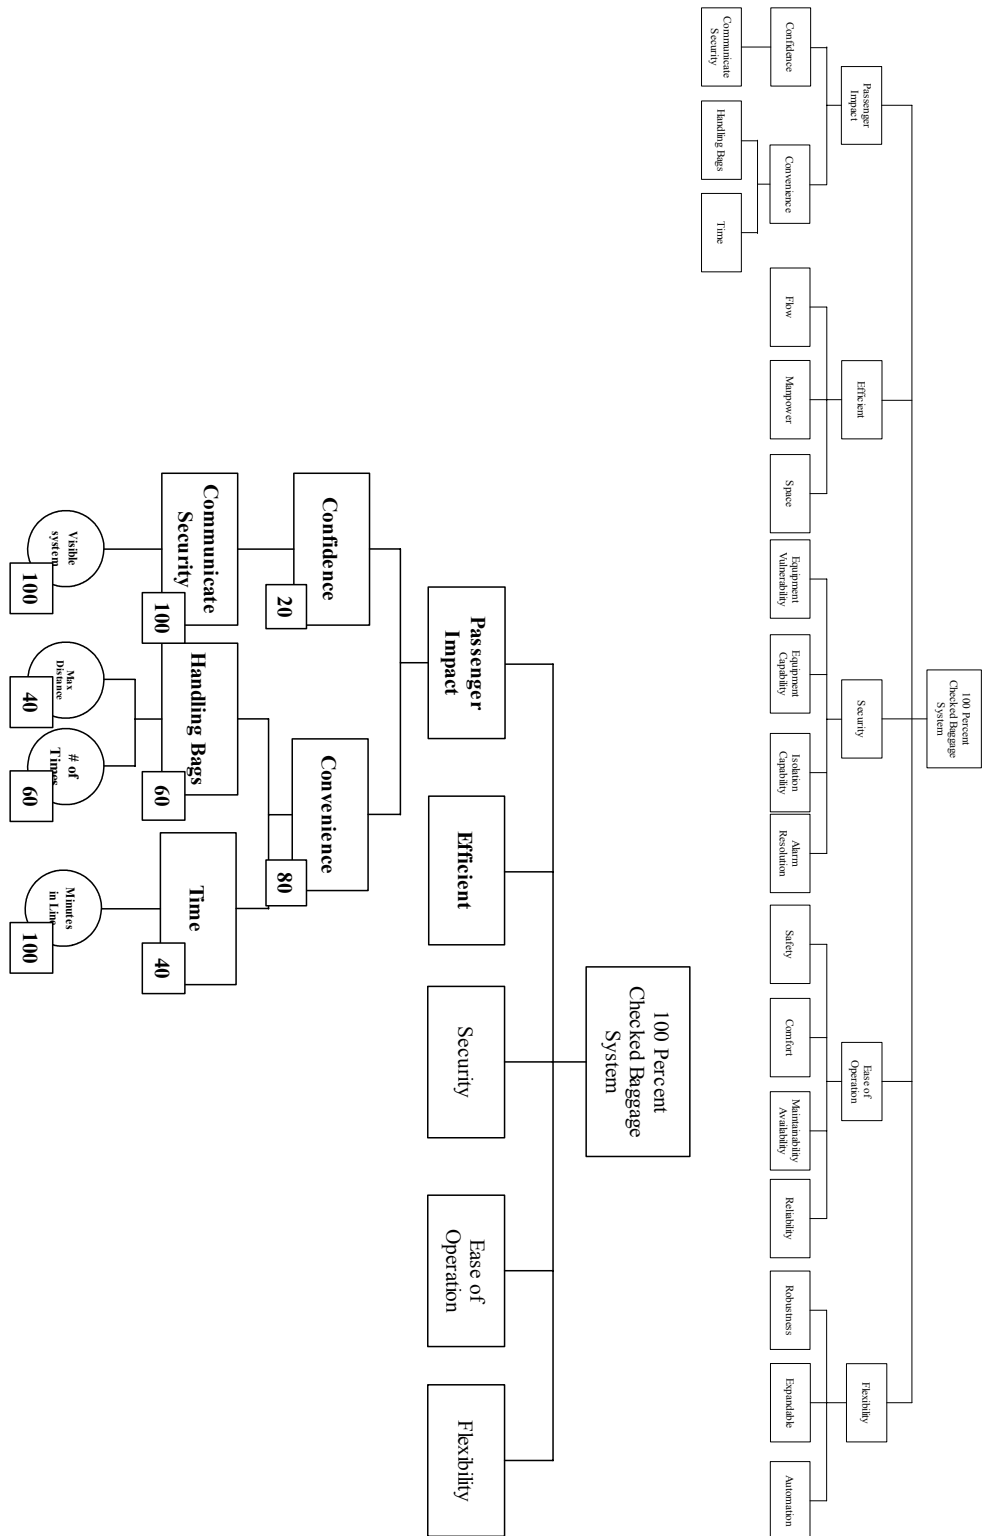 100 Percent
Checked Baggage
System
Passenger
Impact
Efficient
Security
Ease of
Operation
Flexibility
Confidence
Convenience
Flow
Manpower
Space
Equipment
Vulnerability
Equipment
Capability
Isolation
Capability
Alarm
Resolution
Safety
Comfort
Maintainability
Availability
Reliability
Robustness
Expandable
Automation
Communicate
Security
Handling Bags
Time
100 Percent
Checked Baggage
System
Passenger
Impact
Efficient
Security
Ease of
Operation
Flexibility
Confidence
20
Convenience
80
Communicate
Security
100
Handling Bags
60
Time
40
Visible
system
100
Max
Distance
40
# of
Times
60
Minutes
in Line
100